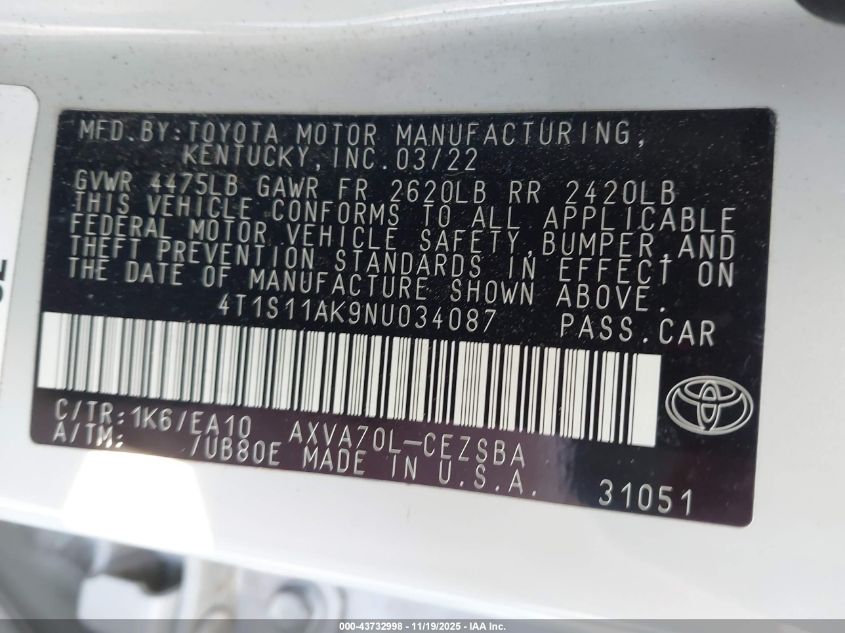 MFD. BY: TOYOTA MOTOR MANUFACTURING,
KENTUCKY, INC. 03/22
GVWR 4475LB GAWR FR 2620LB RR 2420LB
THIS VEHICLE CONFORMS TO ALL APPLICABLE
FEDERAL MOTOR VEHICLE SAFETY, BUMPER, AND
THEFT PREVENTION STANDARDS IN EFFECT ON
THE DATE OF MANUFACTURE SHOWN ABOVE.
4T1S11AK9NU034087 PASS. CAR
C/TR: 1K6/EA10 AXVA70L-CEZSBA
A/TM: /UB80E MADE IN U.S.A.
31051
000-43732998 - 11/19/2025 - IAA Inc.